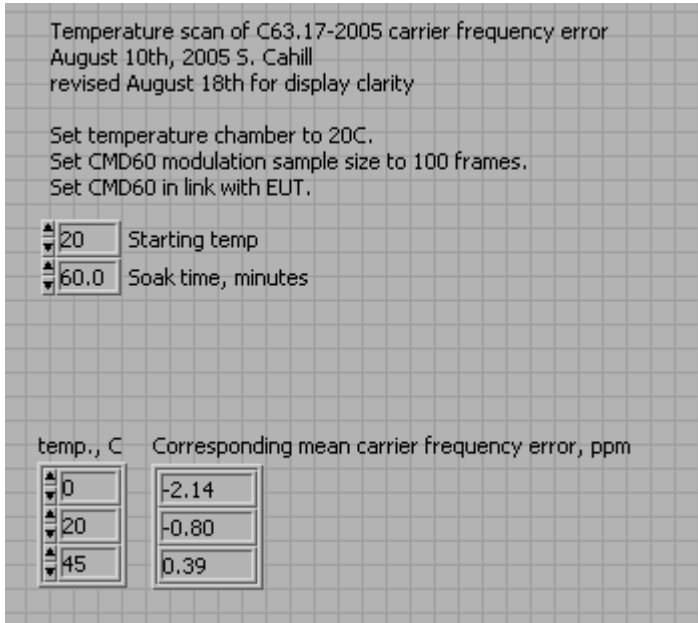 Temperature scan of C63.17-2005 carrier frequency error
August 10th, 2005 S. Cahill
revised August 18th for display clarity
Set temperature chamber to 20C.
Set CMD60 modulation sample size to 100 frames.
Set CMD60 in link with EUT.
20 Starting temp
60.0 Soak time, minutes
temp., C Corresponding mean carrier frequency error, ppm
0 -2.14
20 -0.80
45 0.39